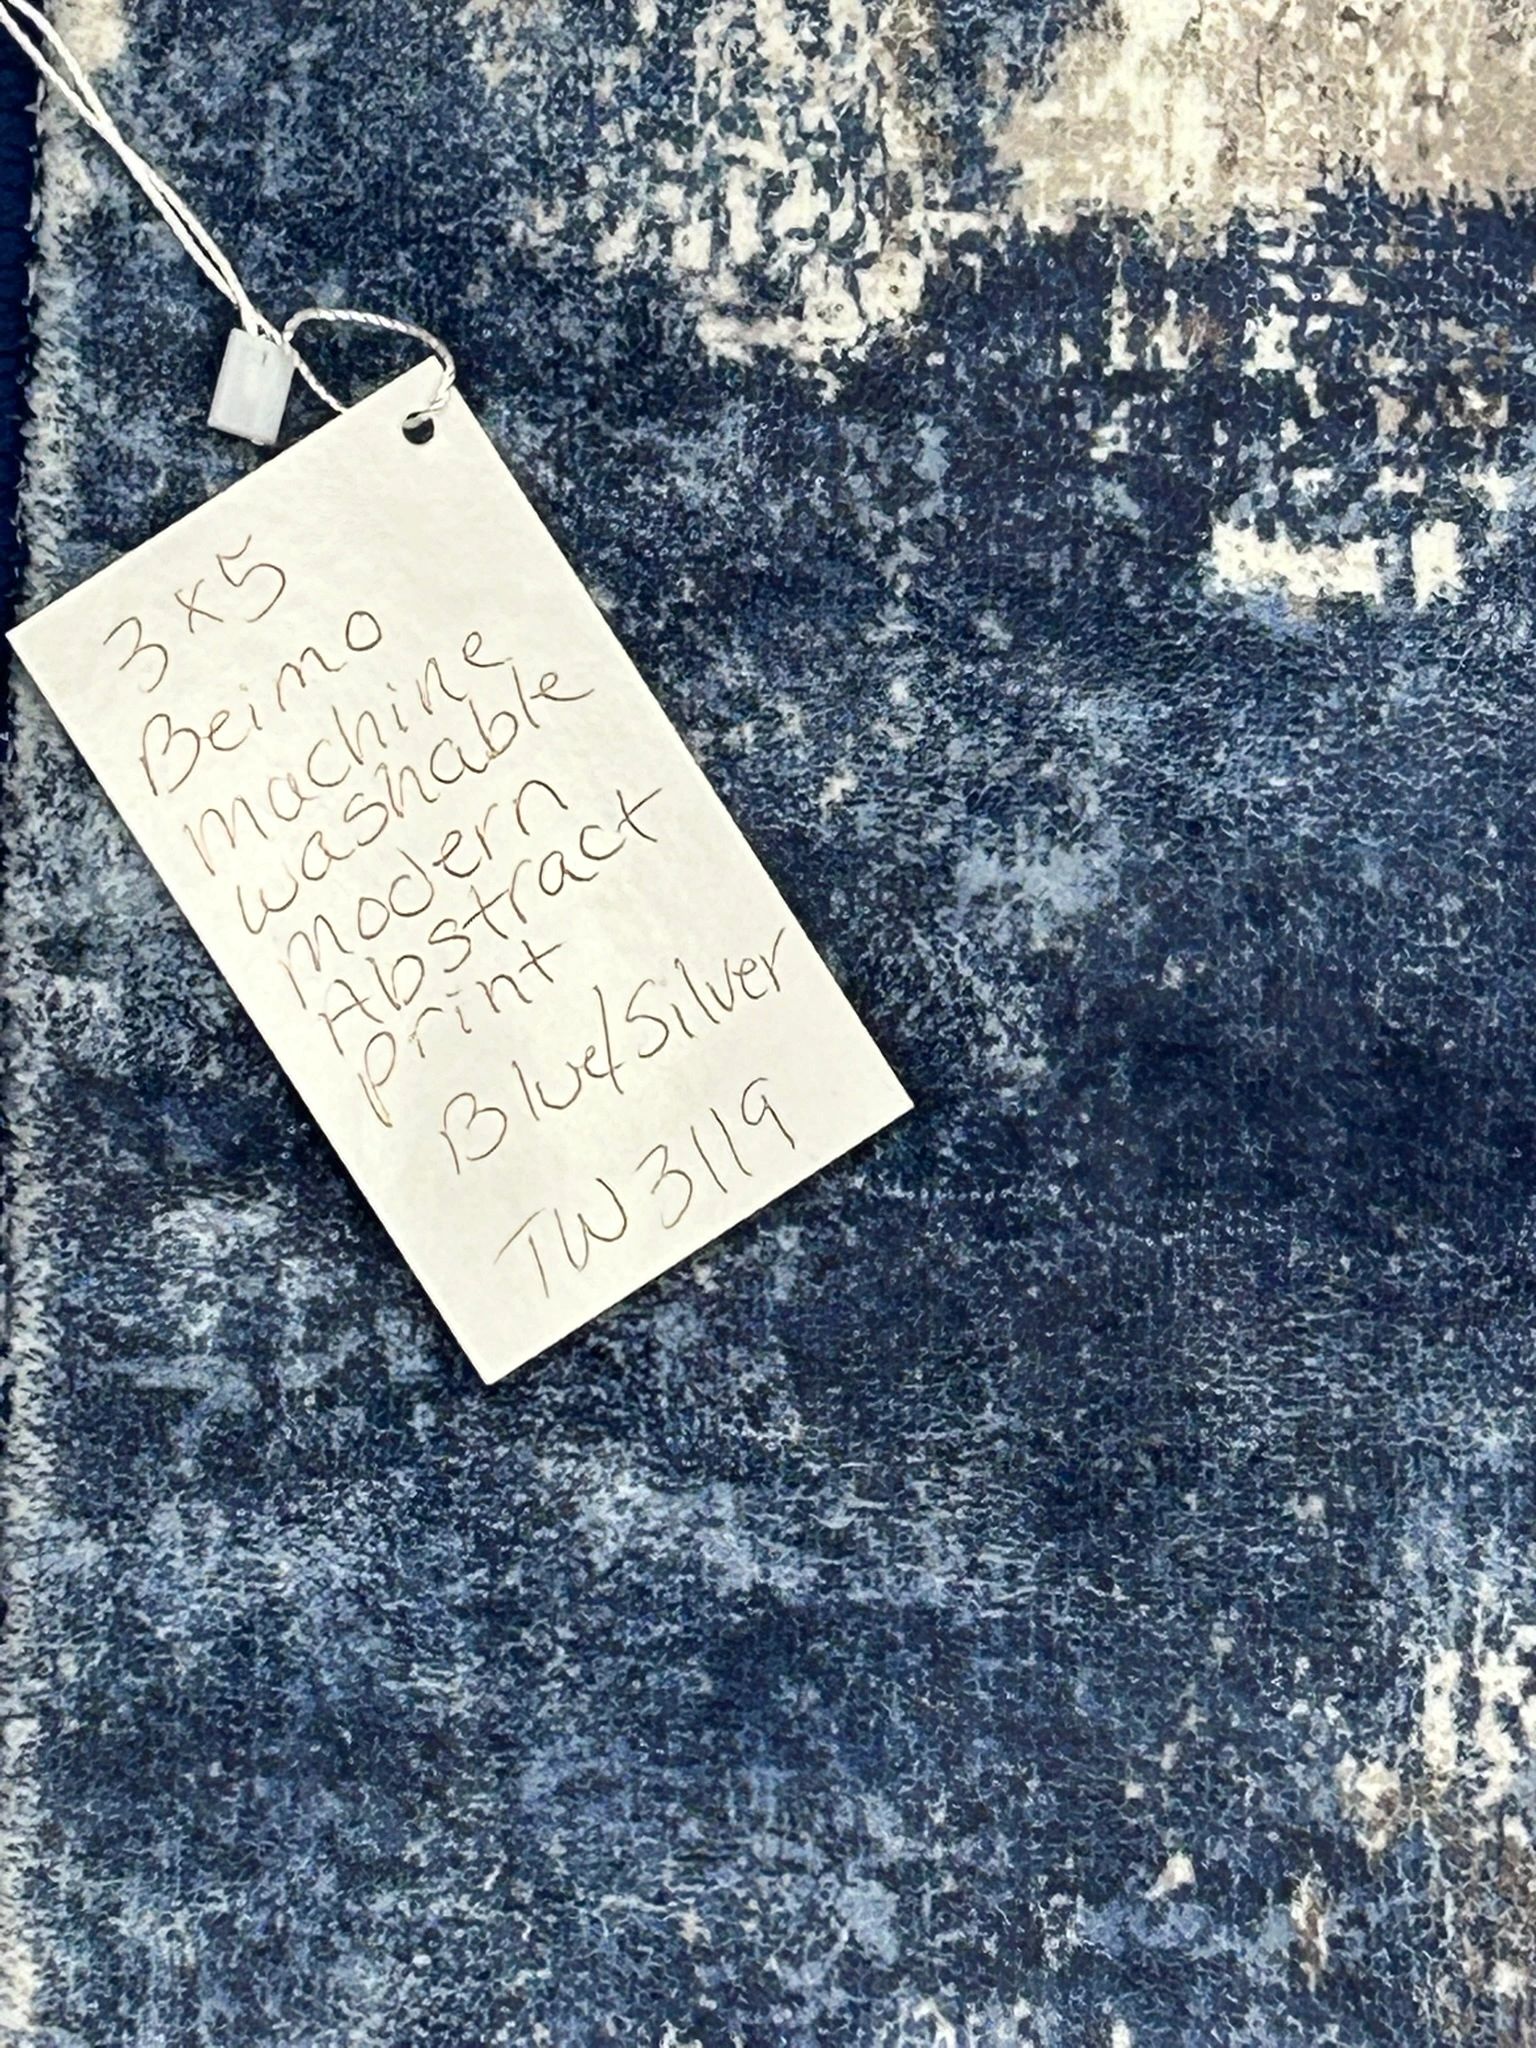 3x5
Beimo
machine
washable
modern
Abstract
print
Blue/Silver
TW3119